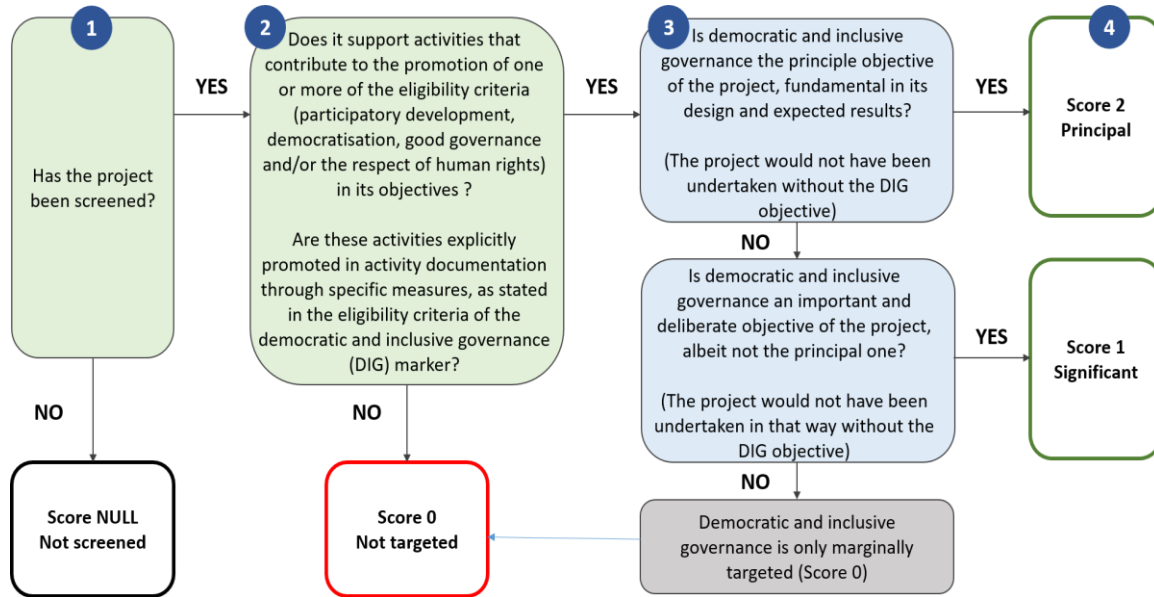 1
Has the project
been screened?
YES
NO
Score NULL
Not screened
2
Does it support activities that
contribute to the promotion of one
or more of the eligibility criteria
(participatory development,
democratisation, good governance
and/or the respect of human rights)
in its objectives ?
Are these activities explicitly
promoted in activity documentation
through specific measures, as stated
in the eligibility criteria of the
democratic and inclusive governance
(DIG) marker?
YES
NO
Score 0
Not targeted
3
Is democratic and inclusive
governance the principle objective
of the project, fundamental in its
design and expected results?
(The project would not have been
undertaken without the DIG
objective)
YES
NO
Is democratic and inclusive
governance an important and
deliberate objective of the project,
albeit not the principal one?
(The project would not have been
undertaken in that way without the
DIG objective)
YES
NO
Democratic and inclusive
governance is only marginally
targeted (Score 0)
4
Score 2
Principal
Score 1
Significant